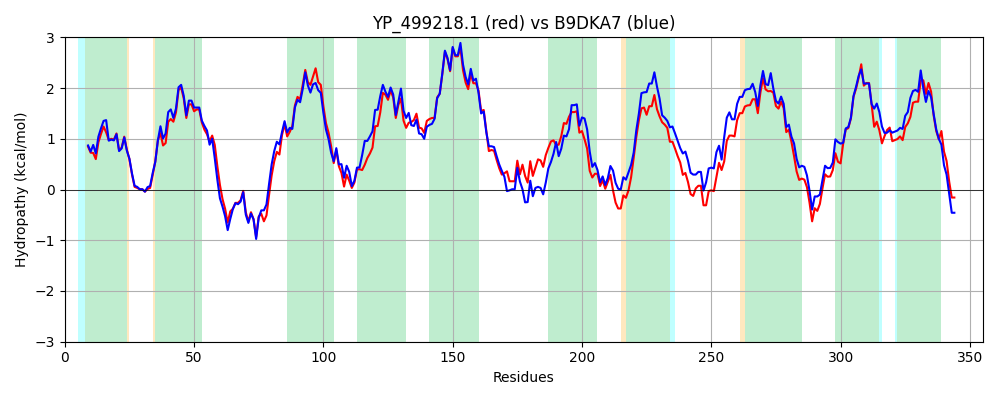 YP_499218.1 (red) vs B9DKA7 (blue)
Hydropathy (kcal/mol)
3
2
1
0
−1
−2
−3
0 50 100 150 200 250 300 350
Residues